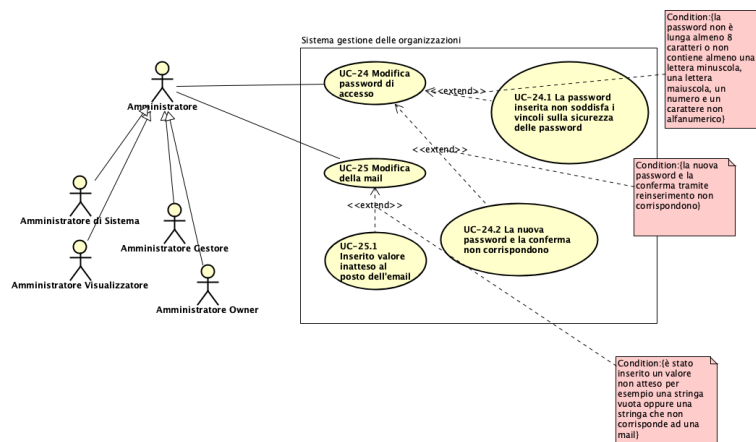 Sistema gestione delle organizzazioni
Condition:{la
password non è
lunga almeno 8
caratteri o non
contiene almeno una
lettera minuscola,
una lettera
maiuscola, un
numero e un
carattere non
alfanumerico}
UC-24 Modifica
password di
accesso
<<extend>>
UC-24.1 La password
inserita non soddisfa i
vincoli sulla sicurezza
delle password
Amministratore
<<extend>>
UC-25 Modifica
della mail
Condition:{la nuova
password e la
conferma tramite
reinserimento non
corrispondono}
<<extend>>
Amministratore di Sistema
Amministratore Gestore
UC-24.2 La nuova
password e la conferma
non corrispondono
UC-25.1
Inserito valore
inatteso al
posto dell'email
Amministratore Visualizzatore
Amministratore Owner
Condition:{è stato
inserito un valore
non atteso per
esempio una stringa
vuota oppure una
stringa che non
corrisponde ad una
mail}